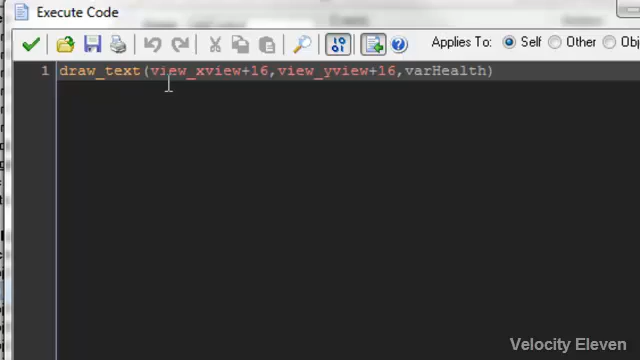 Execute Code
Applies To: Self Other Obj
1 draw_text(view_xview+16,view_yview+16,varHealth)
Velocity Eleven